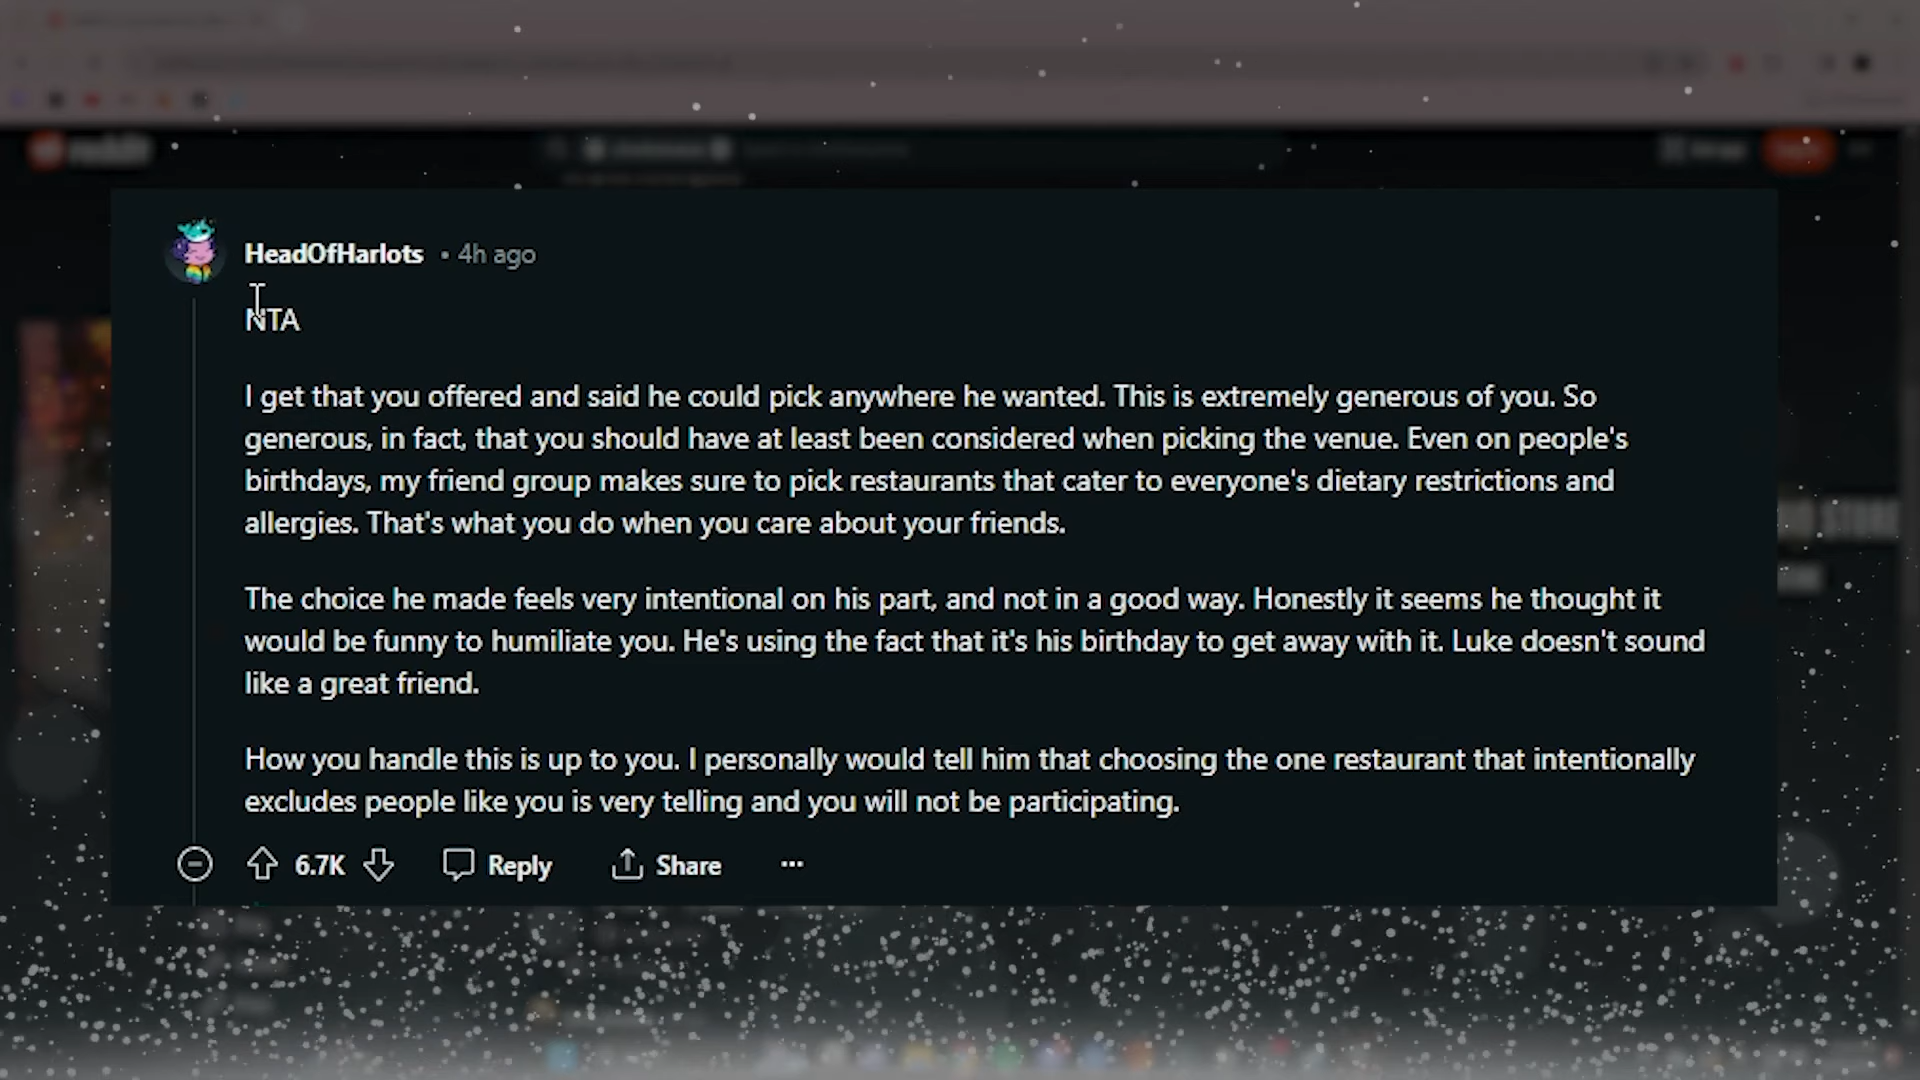 reddit
HeadOfHarlots • 4h ago
NTA
I get that you offered and said he could pick anywhere he wanted. This is extremely generous of you. So
generous, in fact, that you should have at least been considered when picking the venue. Even on people's
birthdays, my friend group makes sure to pick restaurants that cater to everyone's dietary restrictions and
allergies. That's what you do when you care about your friends.
The choice he made feels very intentional on his part, and not in a good way. Honestly it seems he thought it
would be funny to humiliate you. He's using the fact that it's his birthday to get away with it. Luke doesn't sound
like a great friend.
How you handle this is up to you. I personally would tell him that choosing the one restaurant that intentionally
excludes people like you is very telling and you will not be participating.
6.7K Reply Share ...